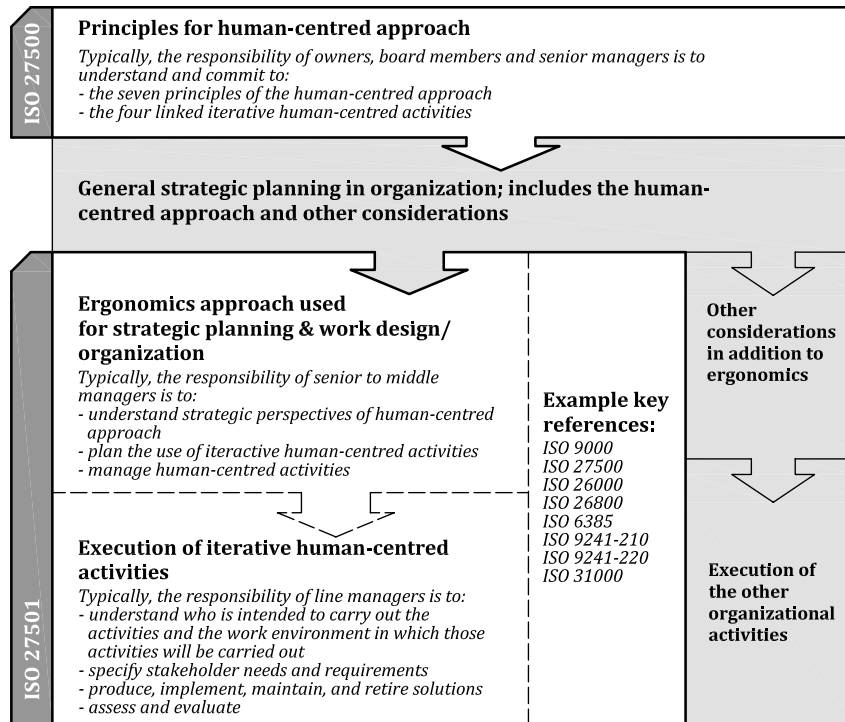 ISO 27500
Principles for human-centred approach
Typically, the responsibility of owners, board members and senior managers is to
understand and commit to:
- the seven principles of the human-centred approach
- the four linked iterative human-centred activities
General strategic planning in organization; includes the human-
centred approach and other considerations
ISO 27501
Ergonomics approach used
for strategic planning & work design/
organization
Typically, the responsibility of senior to middle
managers is to:
- understand strategic perspectives of human-centred
approach
- plan the use of iteractive human-centred activities
- manage human-centred activities
Execution of iterative human-centred
activities
Typically, the responsibility of line managers is to:
- understand who is intended to carry out the
activities and the work environment in which those
activities will be carried out
- specify stakeholder needs and requirements
- produce, implement, maintain, and retire solutions
- assess and evaluate
Example key
references:
ISO 9000
ISO 27500
ISO 26000
ISO 26800
ISO 6385
ISO 9241-210
ISO 9241-220
ISO 31000
Other
considerations
in addition to
ergonomics
Execution of
the other
organizational
activities